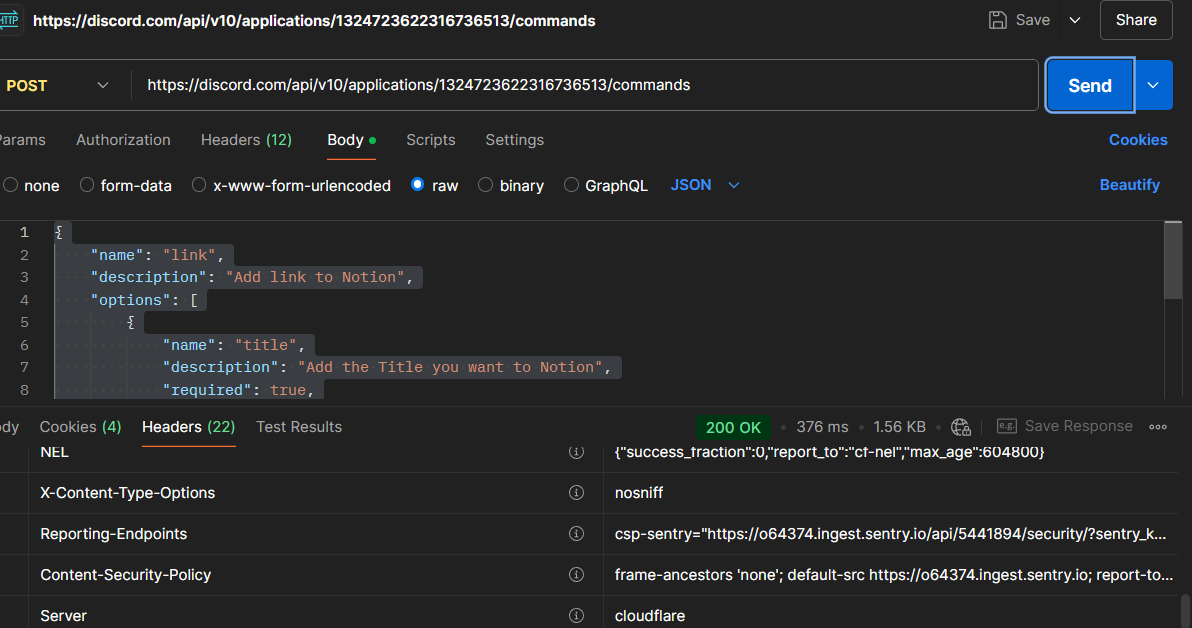 HTTP https://discord.com/api/v10/applications/1324723622316736513/commands Save Share
POST https://discord.com/api/v10/applications/1324723622316736513/commands Send
Params Authorization Headers (12) Body Scripts Settings Cookies
none form-data x-www-form-urlencoded raw binary GraphQL JSON Beautify
1 {
2 "name": "link",
3 "description": "Add link to Notion",
4 "options": [
5 {
6 "name": "title",
7 "description": "Add the Title you want to Notion",
8 "required": true,
ody Cookies (4) Headers (22) Test Results 200 OK 376 ms 1.56 KB e.g. Save Response
NEL {"success_fraction":0,"report_to":"cf-nel","max_age":604800}
X-Content-Type-Options nosniff
Reporting-Endpoints csp-sentry="https://o64374.ingest.sentry.io/api/5441894/security/?sentry_k...
Content-Security-Policy frame-ancestors 'none'; default-src https://o64374.ingest.sentry.io; report-to...
Server cloudflare